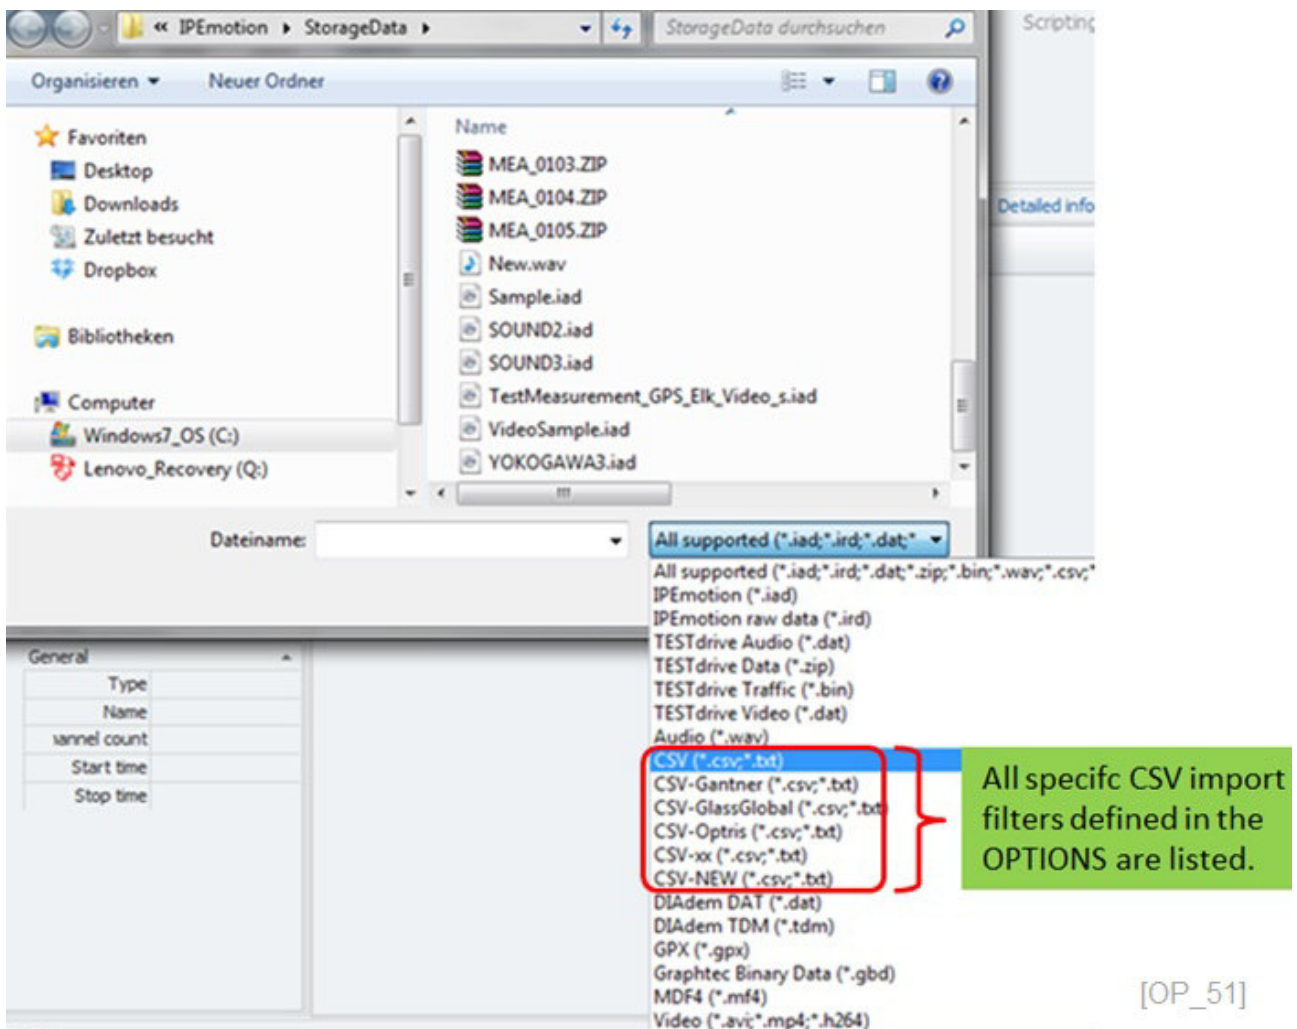 « IPEmotion ▸ StorageData ▸
StorageData durchsuchen
Scripting
Organisieren
Neuer Ordner
Favoriten
Desktop
Downloads
Zuletzt besucht
Dropbox
Bibliotheken
Computer
Windows7_OS (C:)
Lenovo_Recovery (Q:)
Name
MEA_0103.ZIP
MEA_0104.ZIP
MEA_0105.ZIP
New.wav
Sample.iad
SOUND2.iad
SOUND3.iad
TestMeasurement_GPS_Elk_Video_s.iad
VideoSample.iad
YOKOGAWA3.iad
Detailed info
Dateiname:
All supported (*.iad;*.ird;*.dat;*
All supported (*.iad;*.ird;*.dat;*.zip;*.bin;*.wav;*.csv;*
IPEmotion (*.iad)
IPEmotion raw data (*.ird)
TESTdrive Audio (*.dat)
TESTdrive Data (*.zip)
TESTdrive Traffic (*.bin)
TESTdrive Video (*.dat)
Audio (*.wav)
CSV (*.csv;*.txt)
CSV-Gantner (*.csv;*.txt)
CSV-GlassGlobal (*.csv;*.txt)
CSV-Optris (*.csv;*.txt)
CSV-xx (*.csv;*.txt)
CSV-NEW (*.csv;*.txt)
DIAdem DAT (*.dat)
DIAdem TDM (*.tdm)
GPX (*.gpx)
Graphtec Binary Data (*.gbd)
MDF4 (*.mf4)
Video (*.avi;*.mp4;*.h264)
General
Type
Name
annel count
Start time
Stop time
All specifc CSV import
filters defined in the
OPTIONS are listed.
[OP_51]